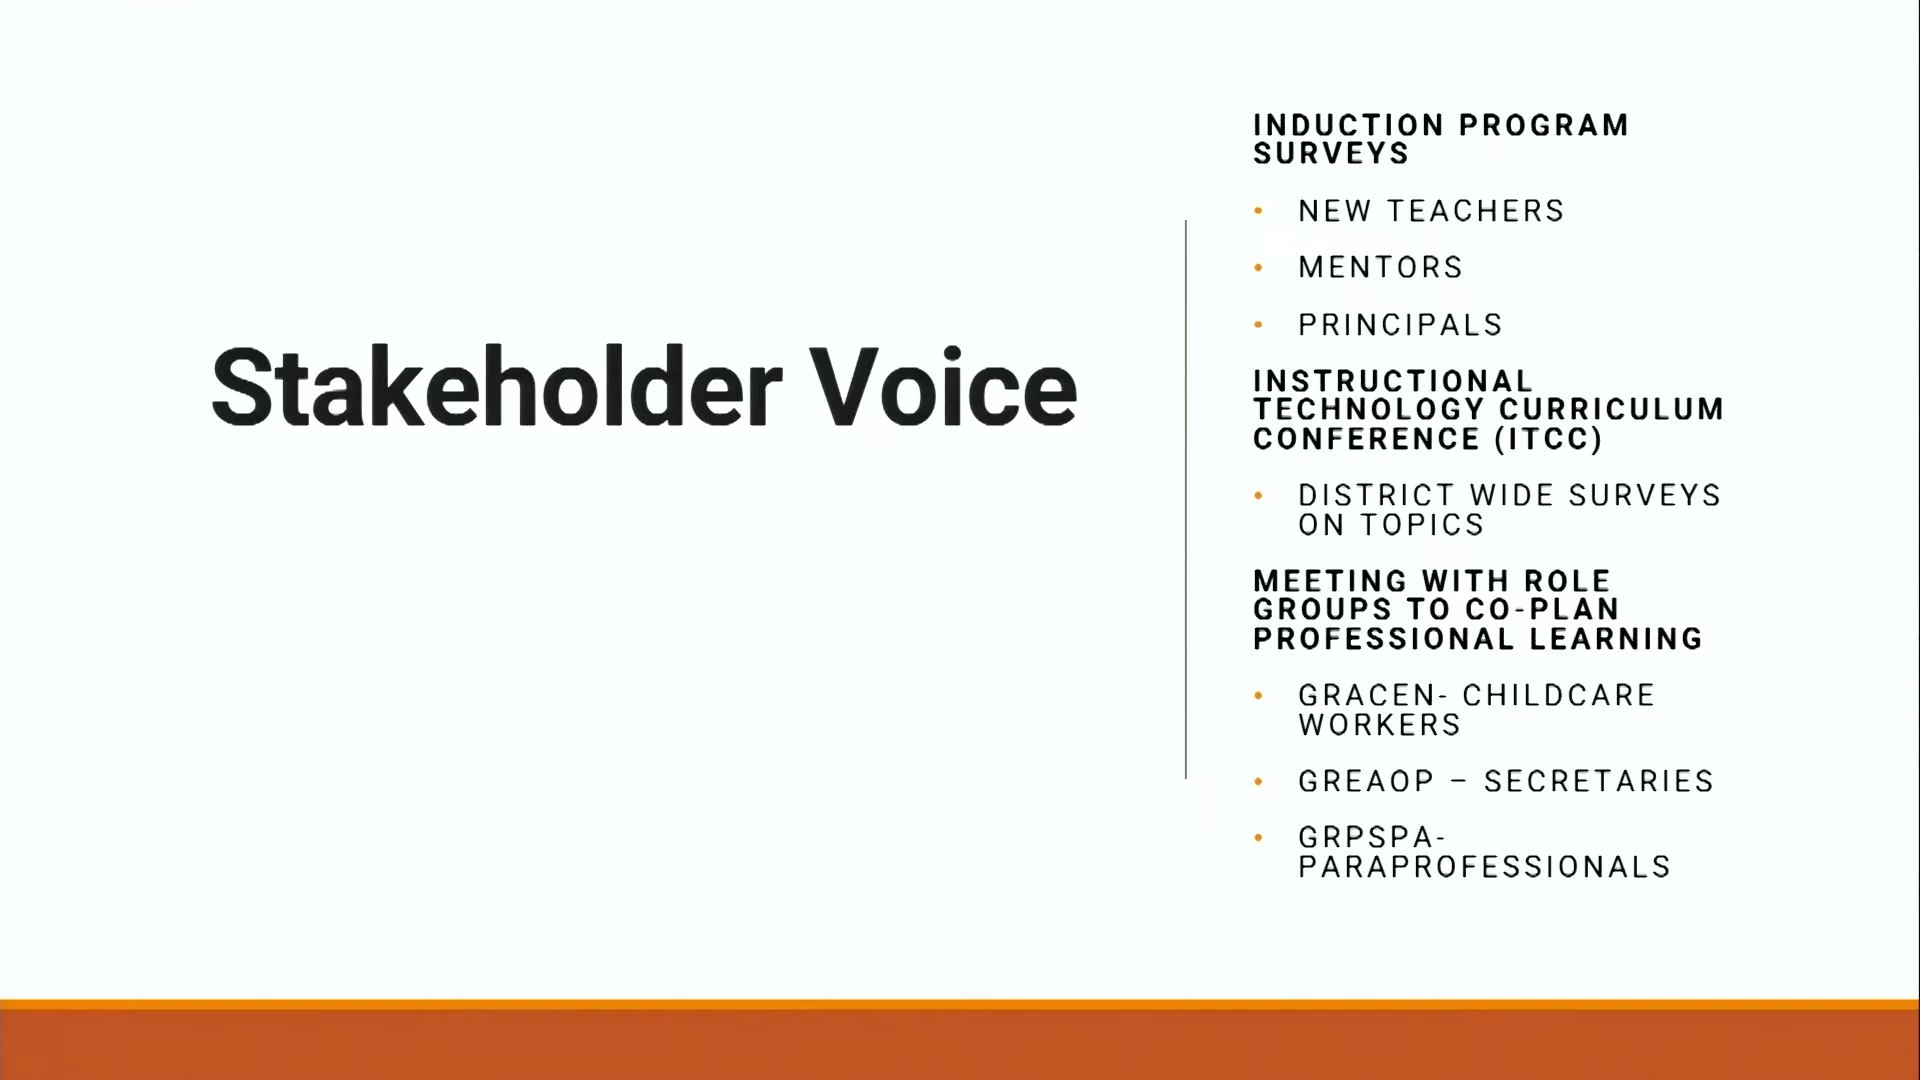 Stakeholder Voice
INDUCTION PROGRAM
SURVEYS
• NEW TEACHERS
• MENTORS
• PRINCIPALS
INSTRUCTIONAL
TECHNOLOGY CURRICULUM
CONFERENCE (ITCC)
• DISTRICT WIDE SURVEYS
ON TOPICS
MEETING WITH ROLE
GROUPS TO CO-PLAN
PROFESSIONAL LEARNING
• GRACEN- CHILDCARE
WORKERS
• GREAOP – SECRETARIES
• GRPSPA-
PARAPROFESSIONALS